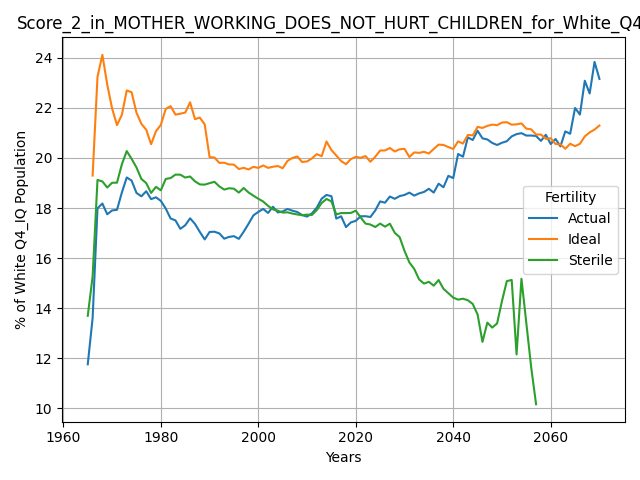 Score_2_in_MOTHER_WORKING_DOES_NOT_HURT_CHILDREN_for_White_Q4
% of White Q4_IQ Population
24
22
20
18
16
14
12
10
Fertility
Actual
Ideal
Sterile
1960 1980 2000 2020 2040 2060
Years